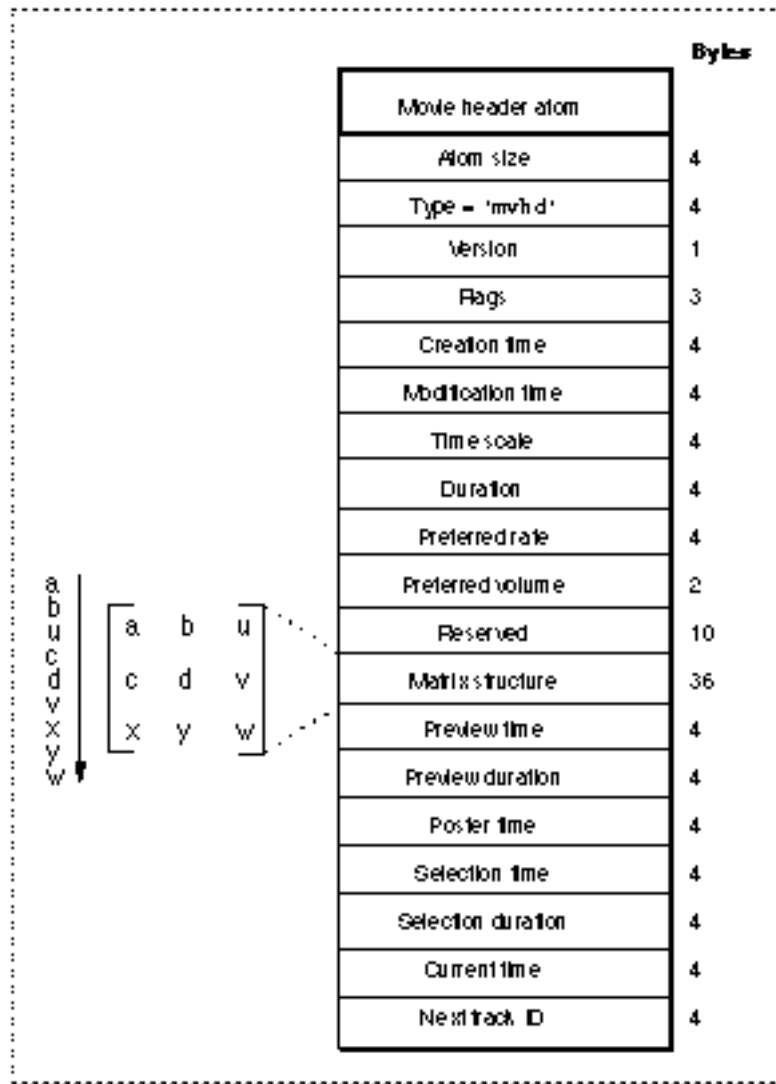 Bytes
Movie header atom
Atom size 4
Type = 'mvhd' 4
Version 1
Flags 3
Creation time 4
Modification time 4
Time scale 4
Duration 4
Preferred rate 4
Preferred volume 2
Reserved 10
Matrix structure 36
Preview time 4
Preview duration 4
Poster time 4
Selection time 4
Selection duration 4
Current time 4
Next track ID 4
a
b
u
c
d
v
x
y
w
a b u
c d v
x y w